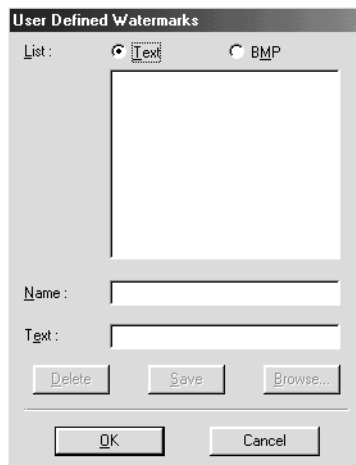 User Defined Watermarks
List : Text BMP
Name :
Text :
Delete Save Browse...
OK Cancel